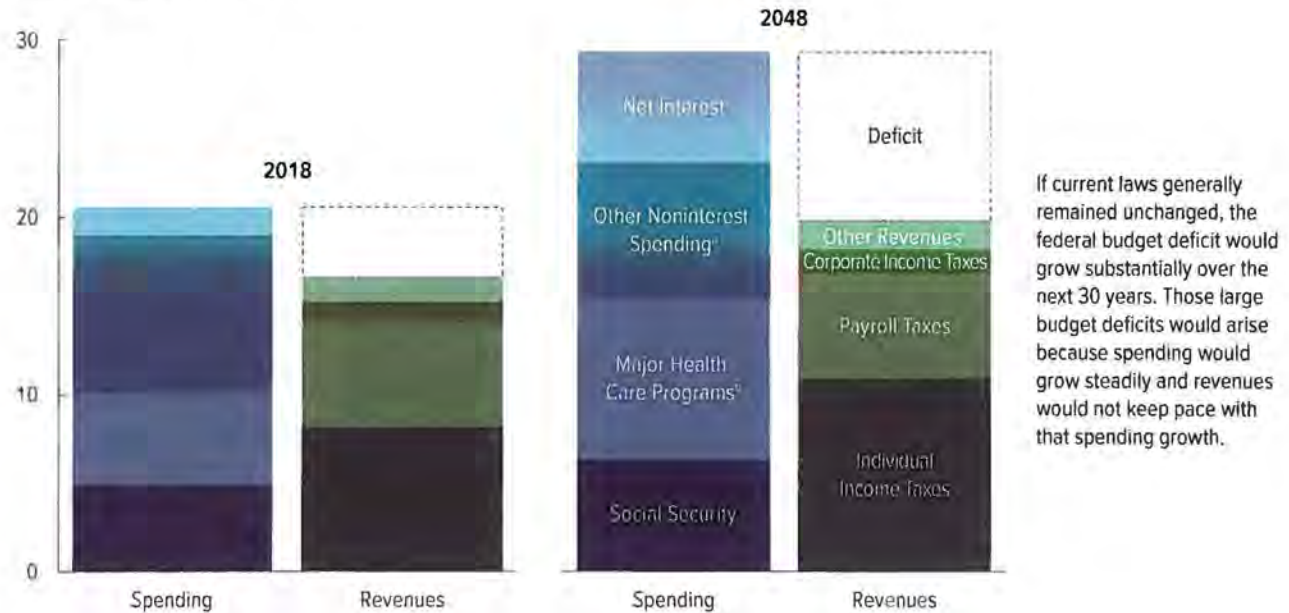 2048
30
Net Interest
Deficit
2018
20
Other Noninterest
Spending
Other Revenues
Corporate Income Taxes
Payroll Taxes
Major Health
Care Programs
10
Individual
Income Taxes
Social Security
0
Spending
Revenues
Spending
Revenues
If current laws generally
remained unchanged, the
federal budget deficit would
grow substantially over the
next 30 years. Those large
budget deficits would arise
because spending would
grow steadily and revenues
would not keep pace with
that spending growth.